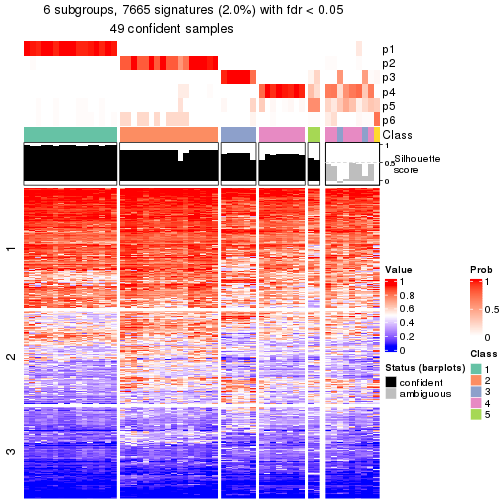 6 subgroups, 7665 signatures (2.0%) with fdr < 0.05
49 confident samples
p1
p2
p3
p4
p5
p6
Class
1
0.5
0
Silhouette
score
1
2
3
Value
1
0.8
0.6
0.4
0.2
0
Prob
1
0.5
0
Status (barplots)
confident
ambiguous
Class
1
2
3
4
5